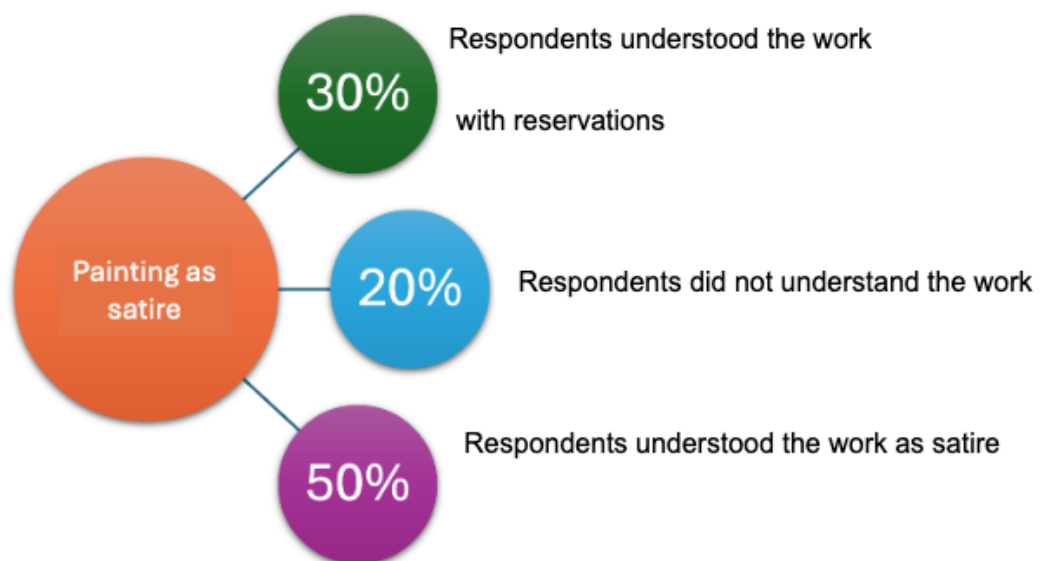 Respondents understood the work
30%
with reservations
Painting as
satire
20%
Respondents did not understand the work
Respondents understood the work as satire
50%